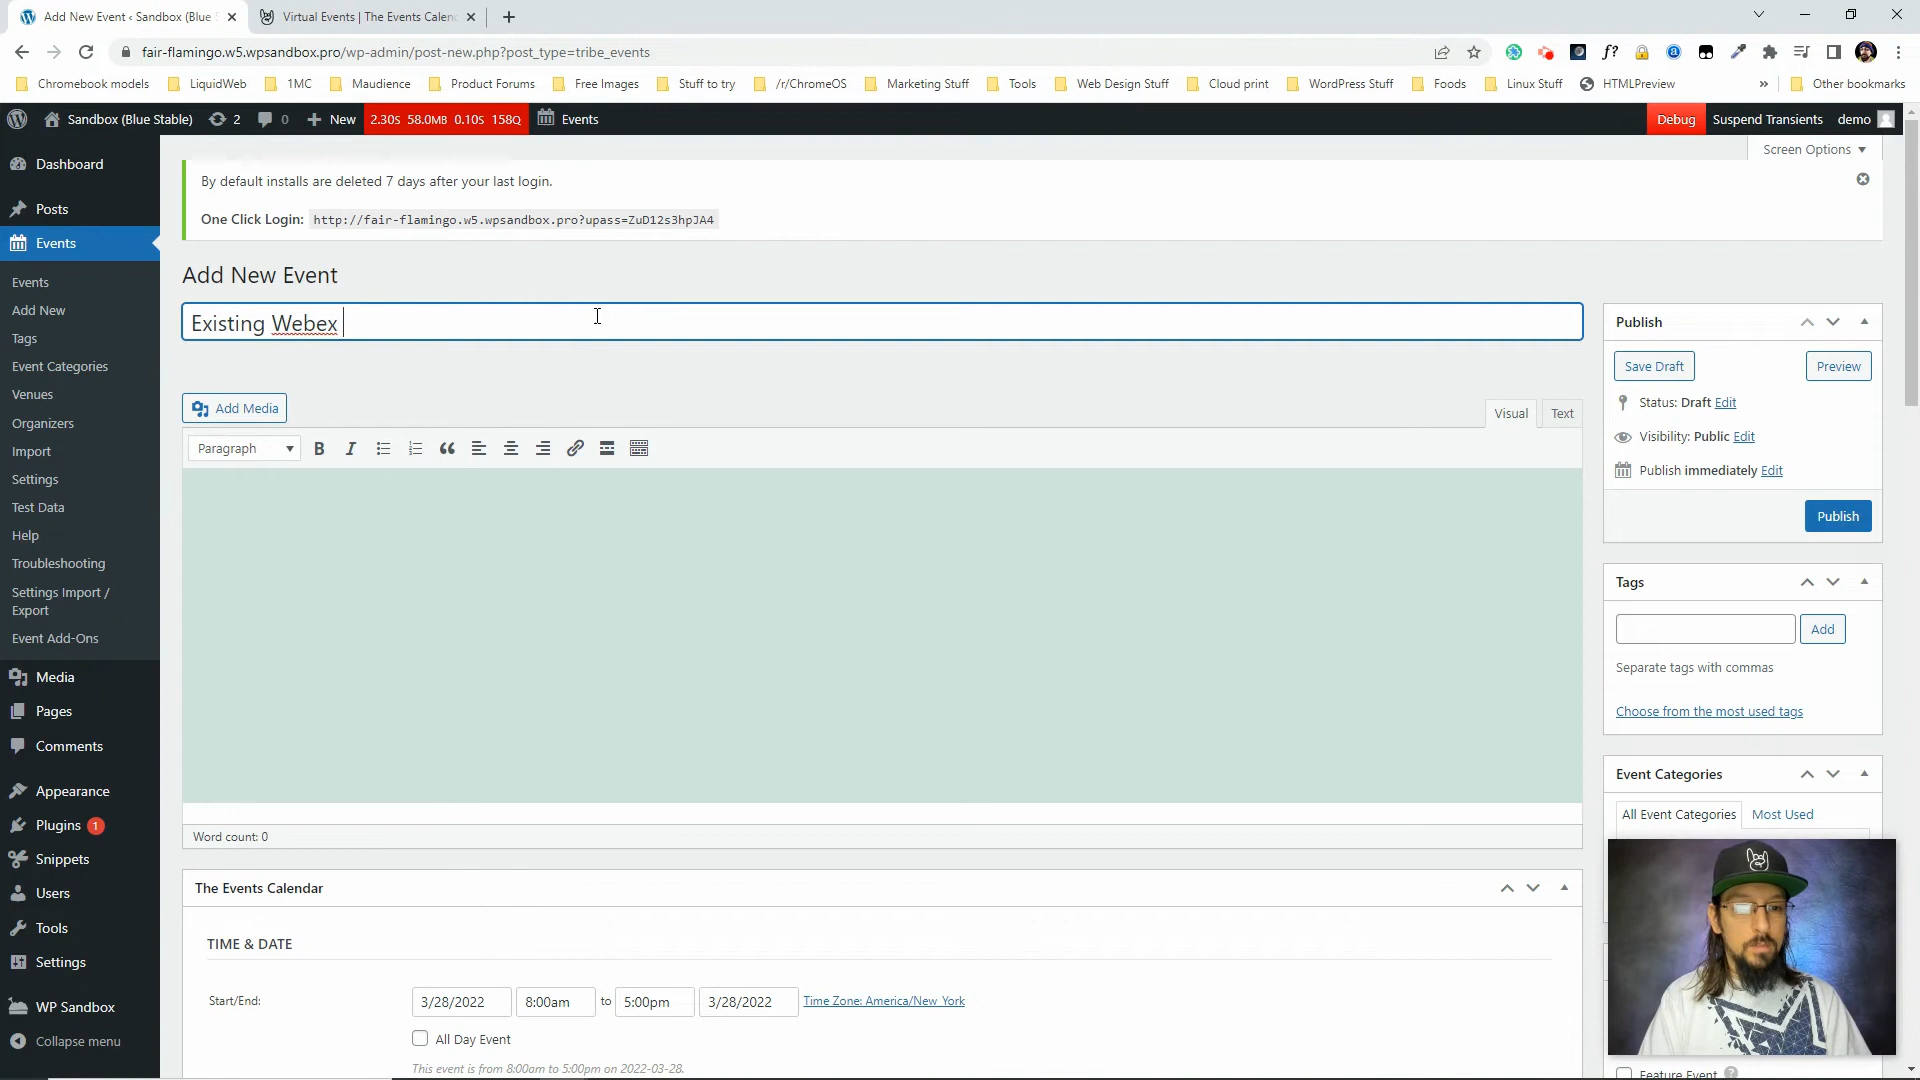 Add New Event ‹ Sandbox (Blue S
Virtual Events | The Events Calen
fair-flamingo.w5.wpsandbox.pro/wp-admin/post-new.php?post_type=tribe_events
Chromebook models
LiquidWeb
1MC
Maudience
Product Forums
Free Images
Stuff to try
/r/ChromeOS
Marketing Stuff
Tools
Web Design Stuff
Cloud print
WordPress Stuff
Foods
Linux Stuff
HTMLPreview
»
Other bookmarks
Sandbox (Blue Stable)
2
0
New
2.30S 58.0MB 0.10S 158Q
Events
Debug
Suspend Transients
demo
Screen Options
Dashboard
Posts
Events
Events
Add New
Tags
Event Categories
Venues
Organizers
Import
Settings
Test Data
Help
Troubleshooting
Settings Import /
Export
Event Add-Ons
Media
Pages
Comments
Appearance
Plugins 1
Snippets
Users
Tools
Settings
WP Sandbox
Collapse menu
By default installs are deleted 7 days after your last login.
One Click Login: http://fair-flamingo.w5.wpsandbox.pro?upass=ZuD12s3hpJA4
Add New Event
Existing Webex
Add Media
Visual
Text
Paragraph
B
I
Word count: 0
The Events Calendar
TIME & DATE
Start/End:
3/28/2022
8:00am
to
5:00pm
3/28/2022
Time Zone: America/New York
All Day Event
This event is from 8:00am to 5:00pm on 2022-03-28.
Publish
Save Draft
Preview
Status: Draft Edit
Visibility: Public Edit
Publish immediately Edit
Publish
Tags
Add
Separate tags with commas
Choose from the most used tags
Event Categories
All Event Categories
Most Used
Feature Event